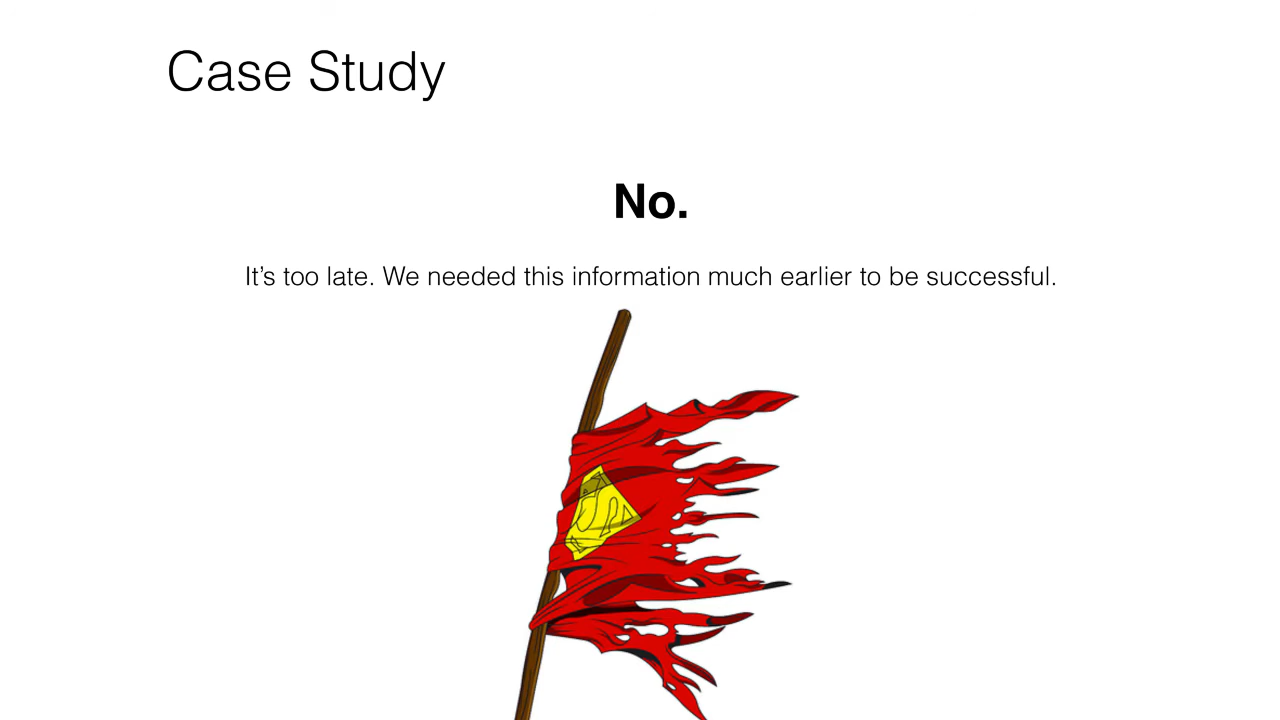 Case Study
No.
It’s too late. We needed this information much earlier to be successful.